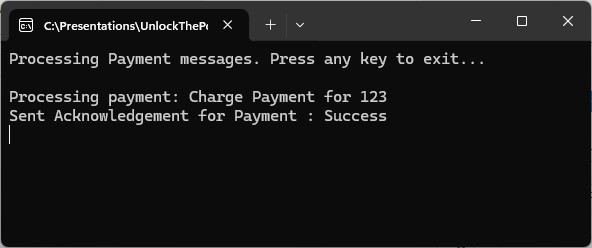 C:\Presentations\UnlockThePo
Processing Payment messages. Press any key to exit...
Processing payment: Charge Payment for 123
Sent Acknowledgement for Payment : Success